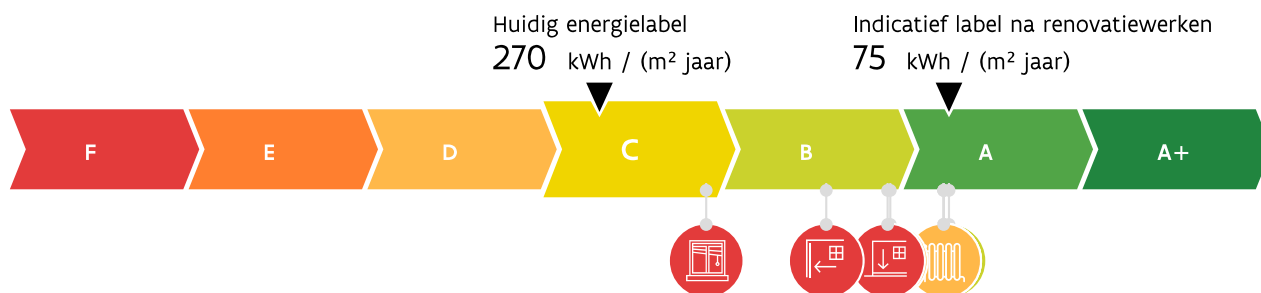 Huidig energielabel
270 kWh / (m² jaar)
Indicatief label na renovatiewerken
75 kWh / (m² jaar)
F E D C B A A+